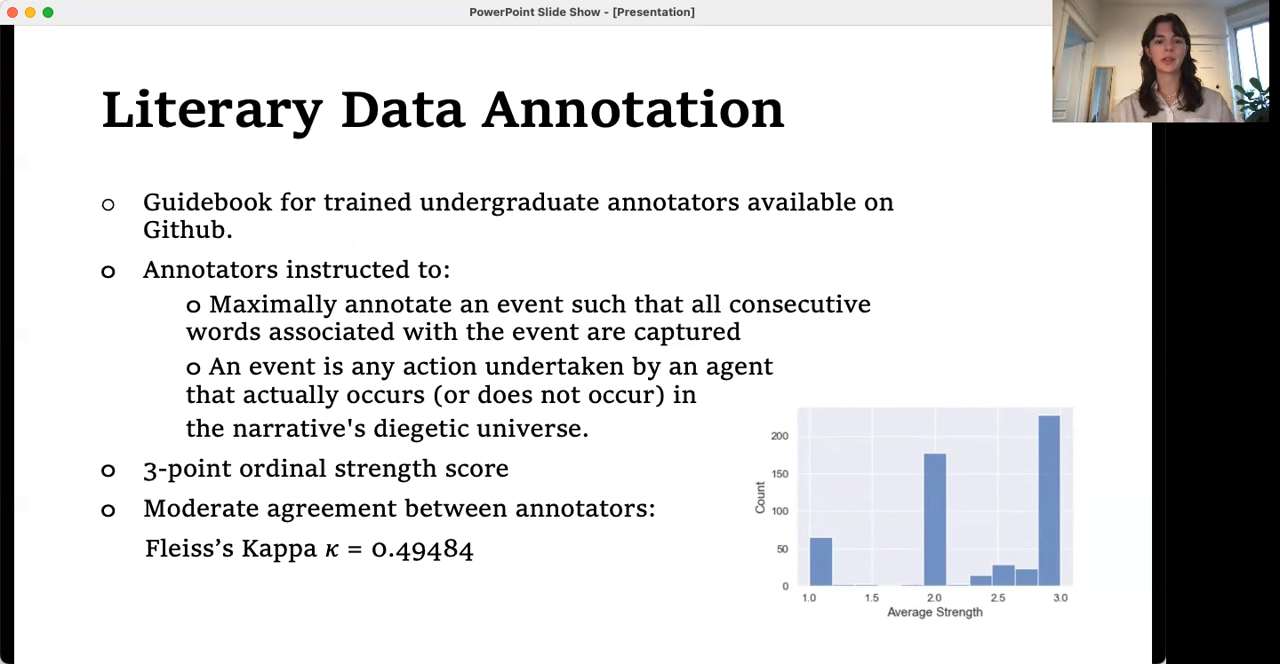 PowerPoint Slide Show - [Presentation]
Literary Data Annotation
o Guidebook for trained undergraduate annotators available on
Github.
o Annotators instructed to:
o Maximally annotate an event such that all consecutive
words associated with the event are captured
o An event is any action undertaken by an agent
that actually occurs (or does not occur) in
the narrative's diegetic universe.
o 3-point ordinal strength score
o Moderate agreement between annotators:
Fleiss’s Kappa κ = 0.49484
Count
200
150
100
50
0
1.0 1.5 2.0 2.5 3.0
Average Strength